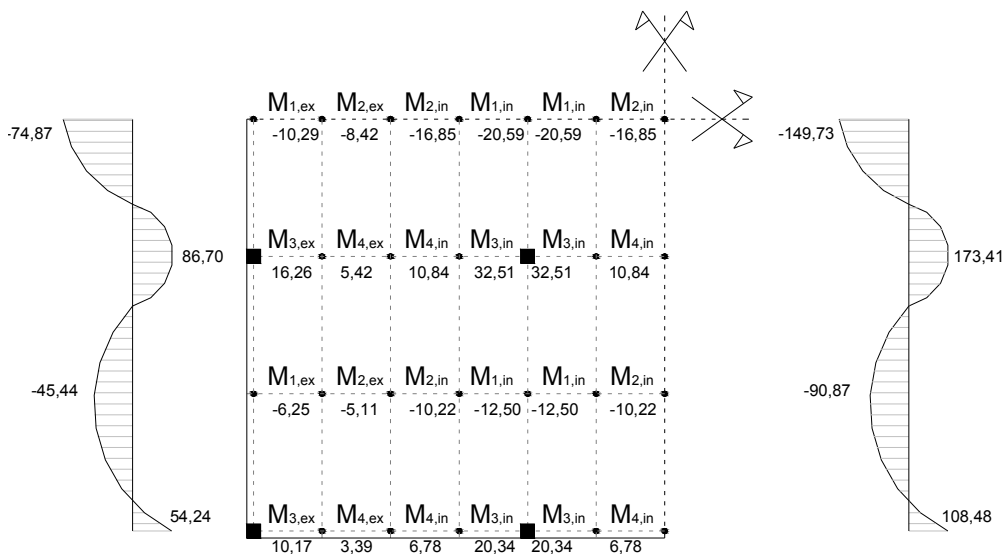 M1,ex M2,ex M2,in M1,in M1,in M2,in
-74,87 -10,29 -8,42 -16,85 -20,59 -20,59 -16,85 -149,73
M3,ex M4,ex M4,in M3,in M3,in M4,in
86,70 16,26 5,42 10,84 32,51 32,51 10,84 173,41
M1,ex M2,ex M2,in M1,in M1,in M2,in
-45,44 -6,25 -5,11 -10,22 -12,50 -12,50 -10,22 -90,87
M3,ex M4,ex M4,in M3,in M3,in M4,in
54,24 10,17 3,39 6,78 20,34 20,34 6,78 108,48